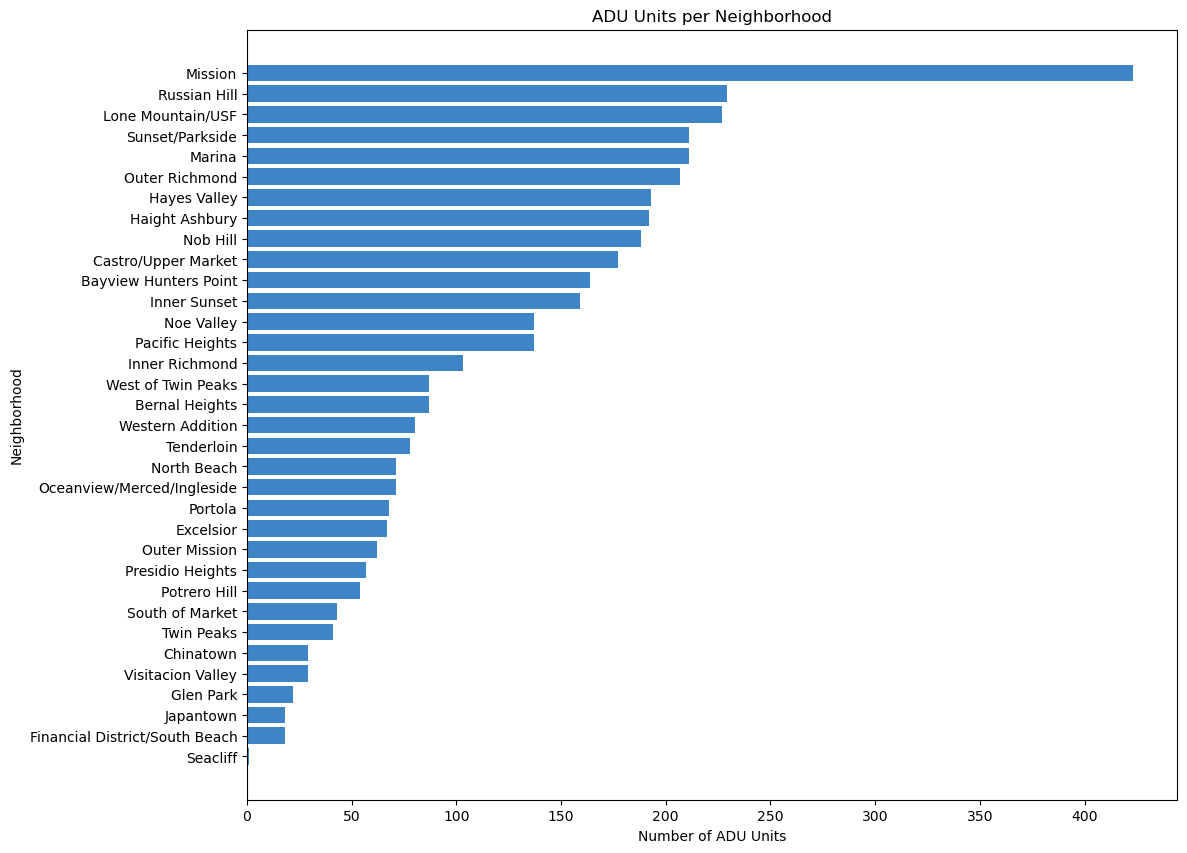 ADU Units per Neighborhood
Mission
Russian Hill
Lone Mountain/USF
Sunset/Parkside
Marina
Outer Richmond
Hayes Valley
Haight Ashbury
Nob Hill
Castro/Upper Market
Bayview Hunters Point
Inner Sunset
Noe Valley
Pacific Heights
Inner Richmond
West of Twin Peaks
Bernal Heights
Western Addition
Tenderloin
North Beach
Oceanview/Merced/Ingleside
Portola
Excelsior
Outer Mission
Presidio Heights
Potrero Hill
South of Market
Twin Peaks
Chinatown
Visitacion Valley
Glen Park
Japantown
Financial District/South Beach
Seacliff
Neighborhood
0 50 100 150 200 250 300 350 400
Number of ADU Units